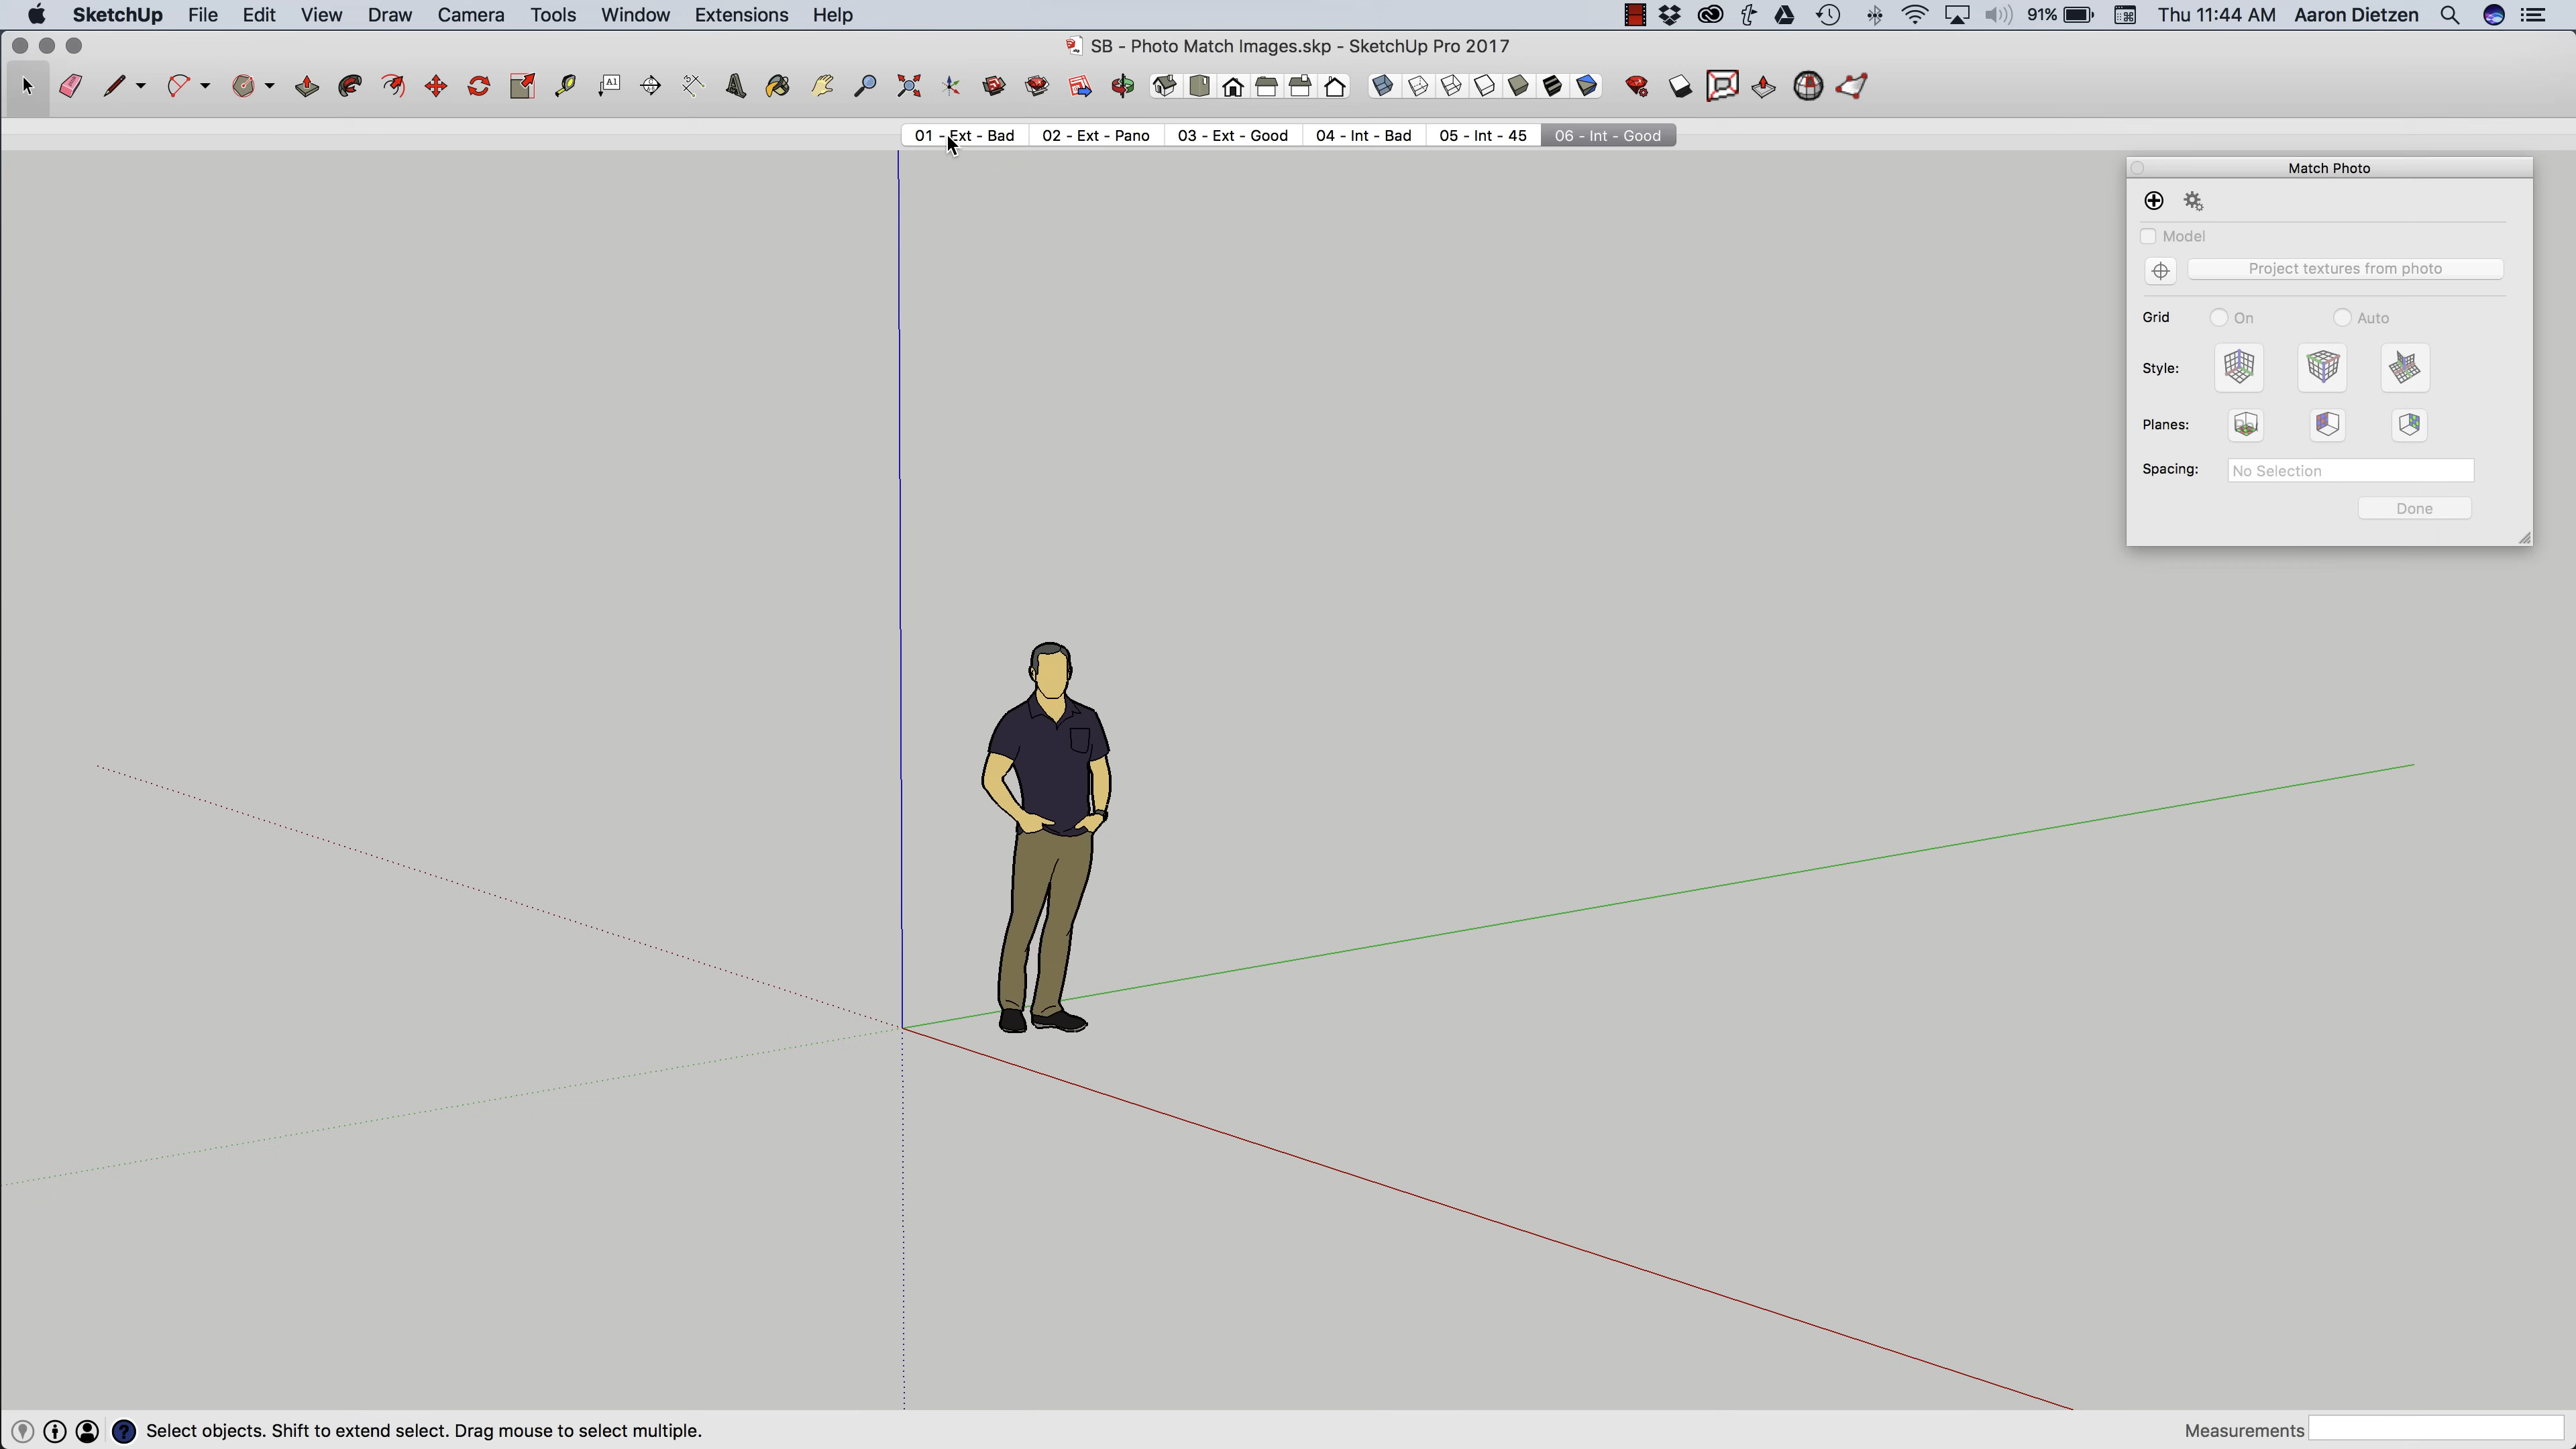 SketchUp File Edit View Draw Camera Tools Window Extensions Help 91% Thu 11:44 AM Aaron Dietzen
SB - Photo Match Images.skp - SketchUp Pro 2017
A1
01 - Ext - Bad 02 - Ext - Pano 03 - Ext - Good 04 - Int - Bad 05 - Int - 45 06 - Int - Good
Match Photo
Model
Project textures from photo
Grid On Auto
Style:
Planes:
Spacing: No Selection
Done
Select objects. Shift to extend select. Drag mouse to select multiple. Measurements